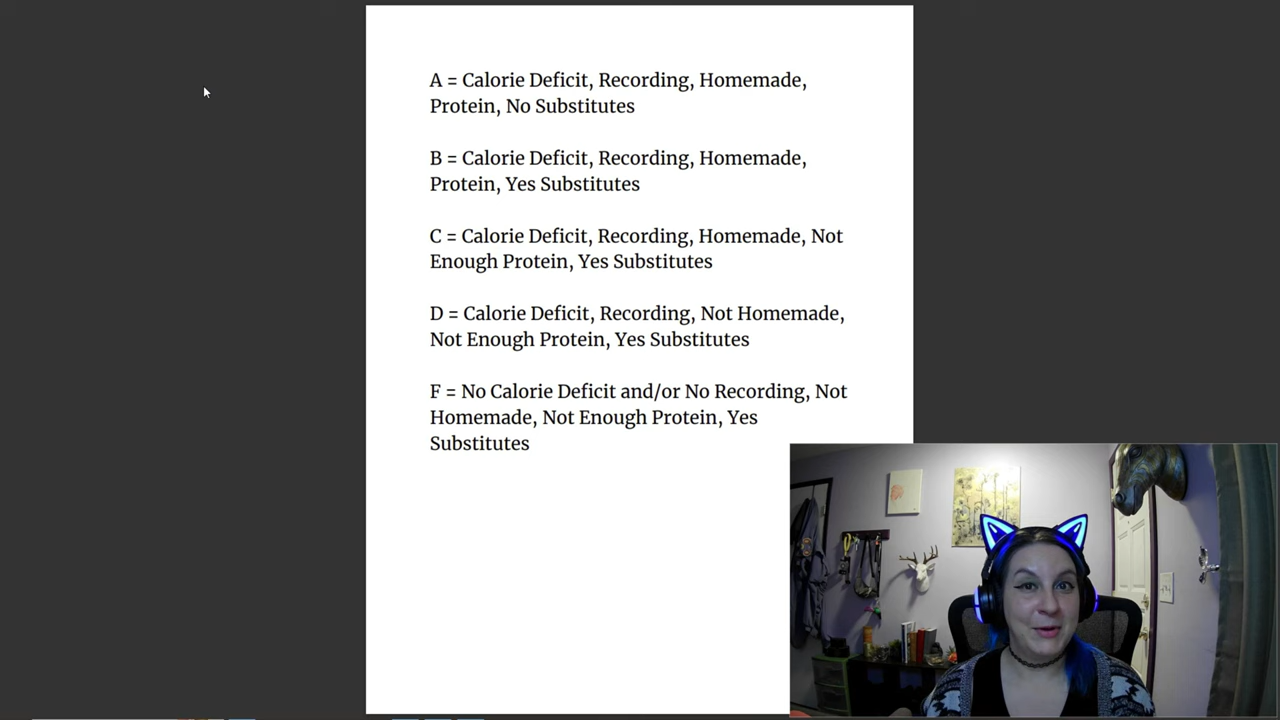 A = Calorie Deficit, Recording, Homemade,
Protein, No Substitutes
B = Calorie Deficit, Recording, Homemade,
Protein, Yes Substitutes
C = Calorie Deficit, Recording, Homemade, Not
Enough Protein, Yes Substitutes
D = Calorie Deficit, Recording, Not Homemade,
Not Enough Protein, Yes Substitutes
F = No Calorie Deficit and/or No Recording, Not
Homemade, Not Enough Protein, Yes
Substitutes